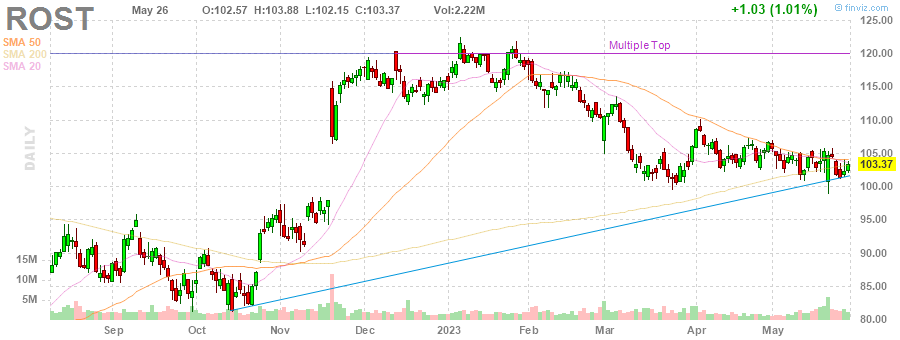 ROST May 26 O:102.57 H:103.88 L:102.15 C:103.37 Vol:2.22M +1.03 (1.01%) © finviz.com
SMA 50
SMA 200
SMA 20
Multiple Top
DAILY
125.00
120.00
115.00
110.00
105.00
103.37
100.00
95.00
90.00
85.00
80.00
15M
10M
5M
Sep Oct Nov Dec 2023 Feb Mar Apr May